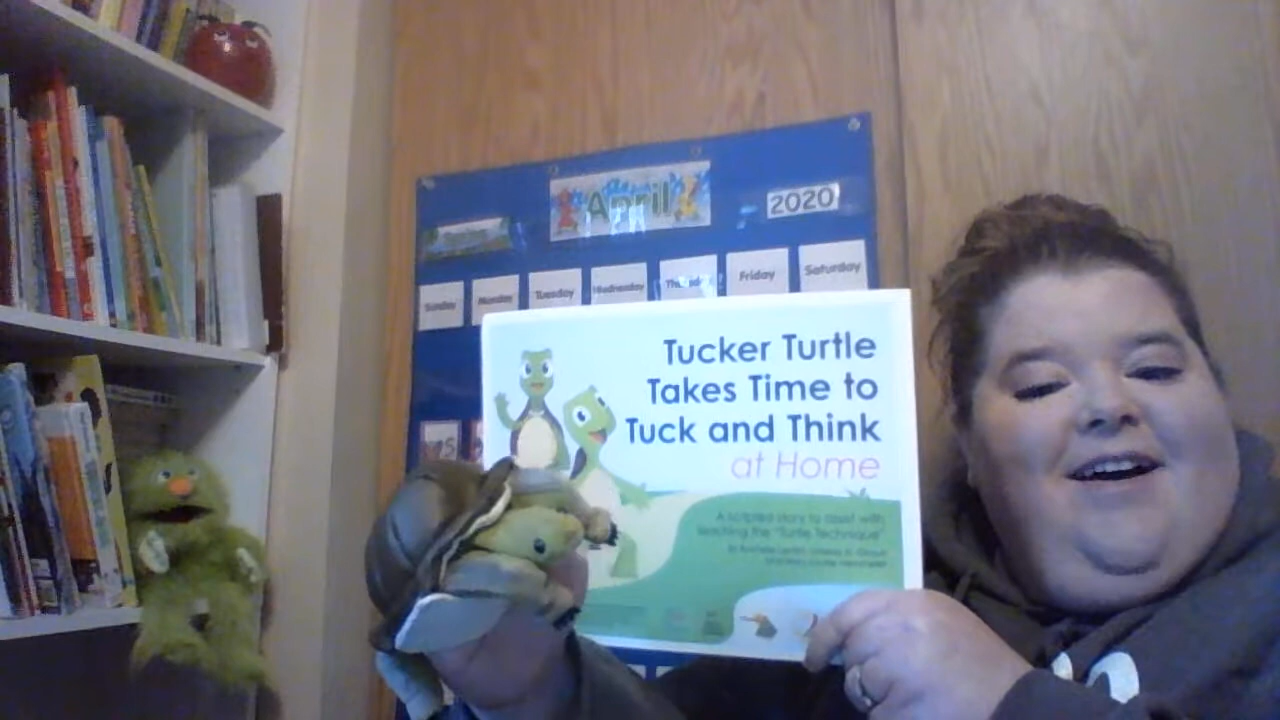 April
2020
Sunday Monday Tuesday Wednesday Thursday Friday Saturday
Tucker Turtle
Takes Time to
Tuck and Think
at Home
A scripted story to assist with
teaching the "Turtle Technique"